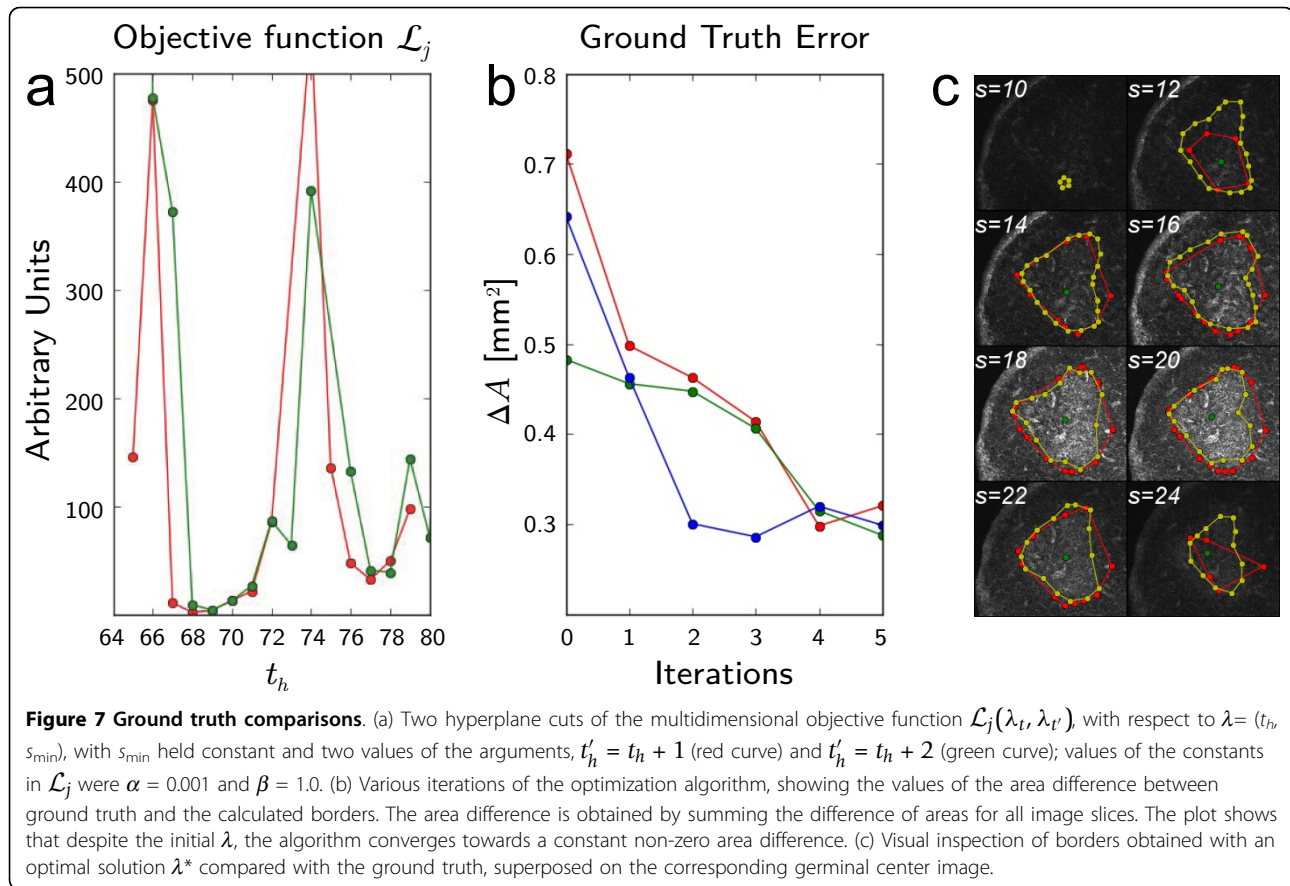 Objective function ℒj
Ground Truth Error
a
b
c
500
400
300
200
100
Arbitrary Units
64 66 68 70 72 74 76 78 80
t_h
0.8
0.7
0.6
0.5
0.4
0.3
ΔA [mm²]
0 1 2 3 4 5
Iterations
s=10
s=12
s=14
s=16
s=18
s=20
s=22
s=24
Figure 7 Ground truth comparisons. (a) Two hyperplane cuts of the multidimensional objective function ℒj(λt, λt′), with respect to λ= (th,
smin), with smin held constant and two values of the arguments, t′h = th + 1 (red curve) and t′h = th + 2 (green curve); values of the constants
in ℒj were α = 0.001 and β = 1.0. (b) Various iterations of the optimization algorithm, showing the values of the area difference between
ground truth and the calculated borders. The area difference is obtained by summing the difference of areas for all image slices. The plot shows
that despite the initial λ, the algorithm converges towards a constant non-zero area difference. (c) Visual inspection of borders obtained with an
optimal solution λ* compared with the ground truth, superposed on the corresponding germinal center image.